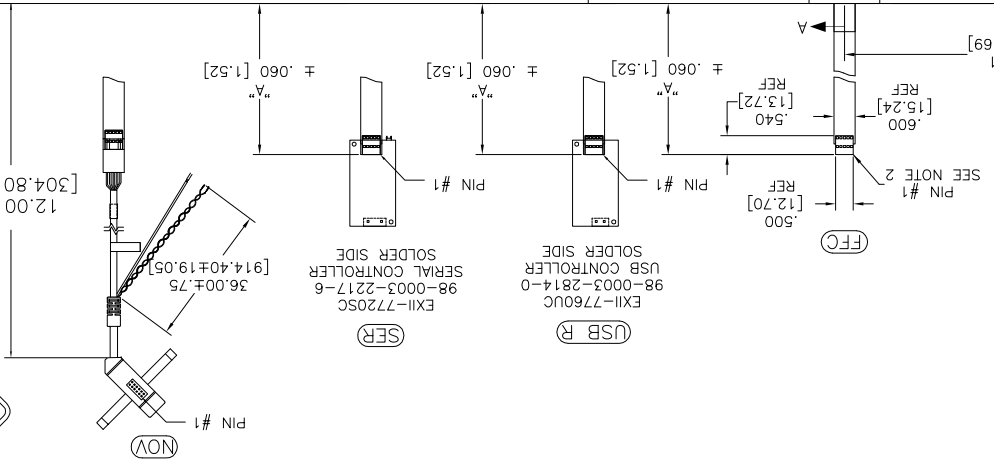 FFC
PIN #1
SEE NOTE 2
.500
[12.70]
REF
.600
[15.24]
REF
.540
[13.72]
REF
1
69]
A
USB R
EXII-7760UC
98-0003-2814-0
USB CONTROLLER
SOLDER SIDE
PIN #1
"A"
± .060 [1.52]
SER
EXII-7720SC
98-0003-2217-6
SERIAL CONTROLLER
SOLDER SIDE
PIN #1
"A"
± .060 [1.52]
"A"
± .060 [1.52]
NOV
PIN #1
36.00±.75
[914.40±19.05]
12.00
[304.80